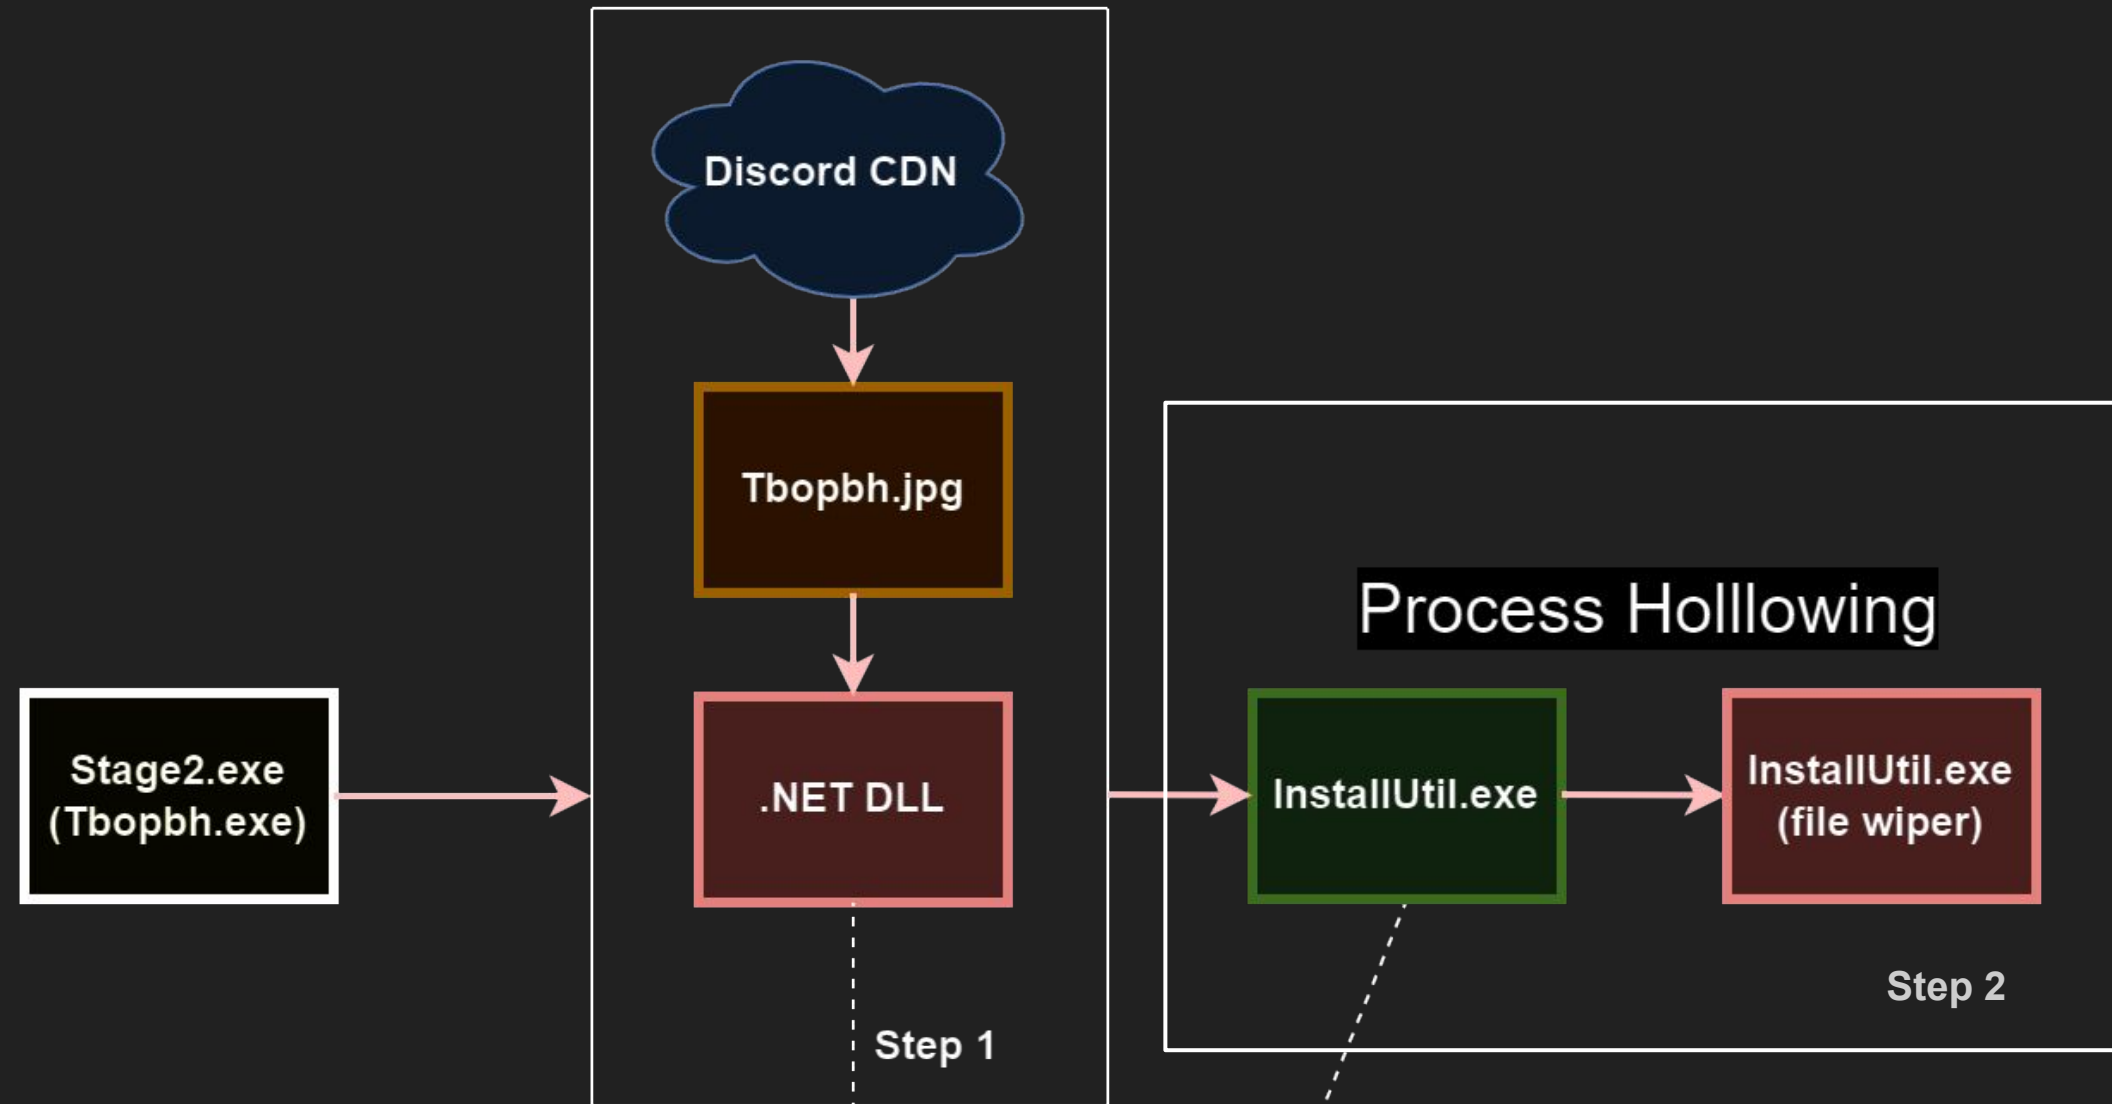 Discord CDN
Tbopbh.jpg
Process Holllowing
Stage2.exe
(Tbopbh.exe)
.NET DLL
InstallUtil.exe
InstallUtil.exe
(file wiper)
Step 2
Step 1